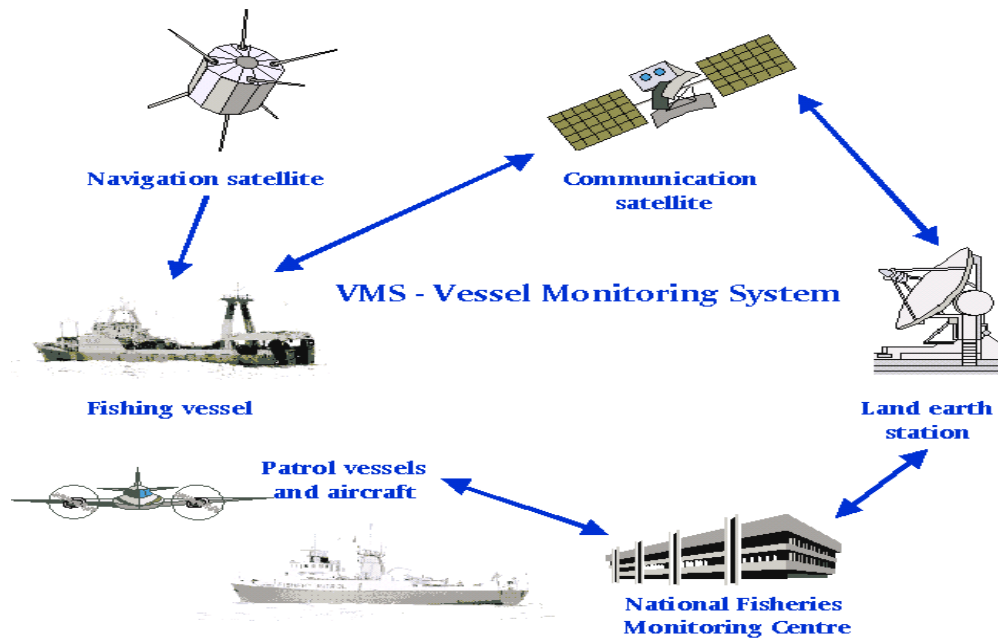 Navigation satellite
Communication
satellite
VMS - Vessel Monitoring System
Fishing vessel
Land earth
station
Patrol vessels
and aircraft
National Fisheries
Monitoring Centre